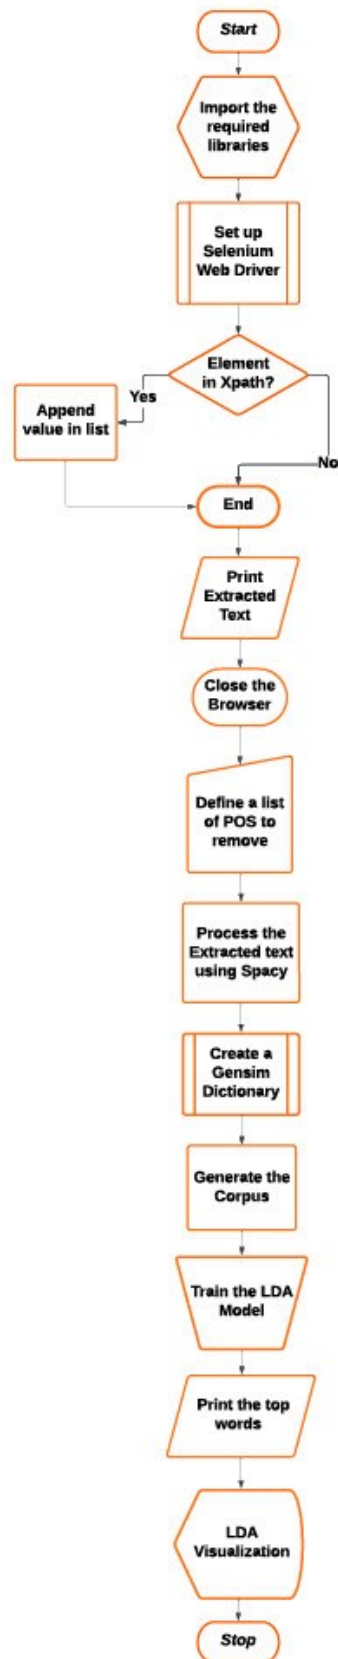 Start
Import the
required
libraries
Set up
Selenium
Web Driver
Element
in Xpath?
Yes
Append
value in list
No
End
Print
Extracted
Text
Close the
Browser
Define a list
of POS to
remove
Process the
Extracted text
using Spacy
Create a
Gensim
Dictionary
Generate the
Corpus
Train the LDA
Model
Print the top
words
LDA
Visualization
Stop